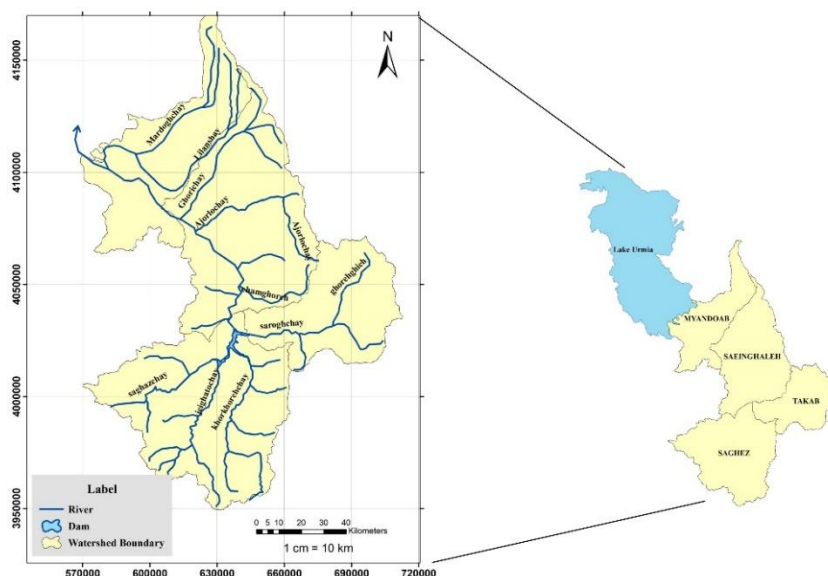 N
4150000
4100000
4050000
4000000
3950000
Mardoghchay
Lilanchay
Ghorichay
Ajorlochay
Ajorlochay
ghorehghieh
saroghchay
saghazchay
khorkhorehchay
Label
River
Dam
Watershed Boundary
0 5 10 20 30 40
Kilometers
1 cm = 10 km
570000 600000 630000 660000 690000 720000
Lake Urmia
MYANDOAB
SAEINGHALEH
TAKAB
SAGHEZ